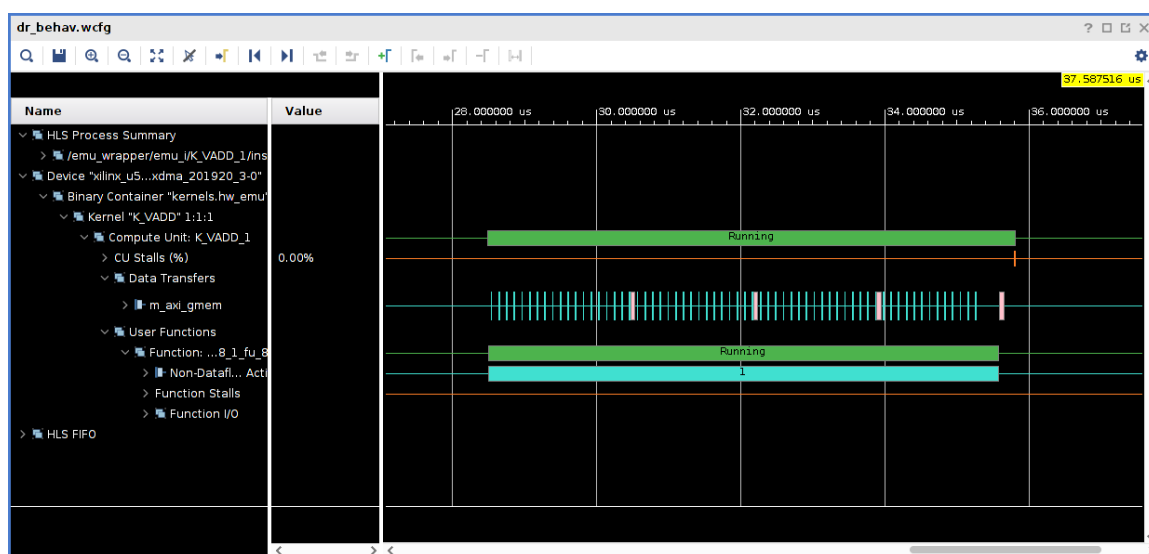 dr_behav.wcfg
37.587516 us
Name Value
28.000000 us 30.000000 us 32.000000 us 34.000000 us 36.000000 us
HLS Process Summary
/emu_wrapper/emu_i/K_VADD_1/ins
Device "xilinx_u5...xdma_201920_3-0"
Binary Container "kernels.hw_emu"
Kernel "K_VADD" 1:1:1
Compute Unit: K_VADD_1 Running
CU Stalls (%) 0.00%
Data Transfers
m_axi_gmem
User Functions
Function: ...8_1_fu_8 Running
Non-Datafl... Acti 1
Function Stalls
Function I/O
HLS FIFO